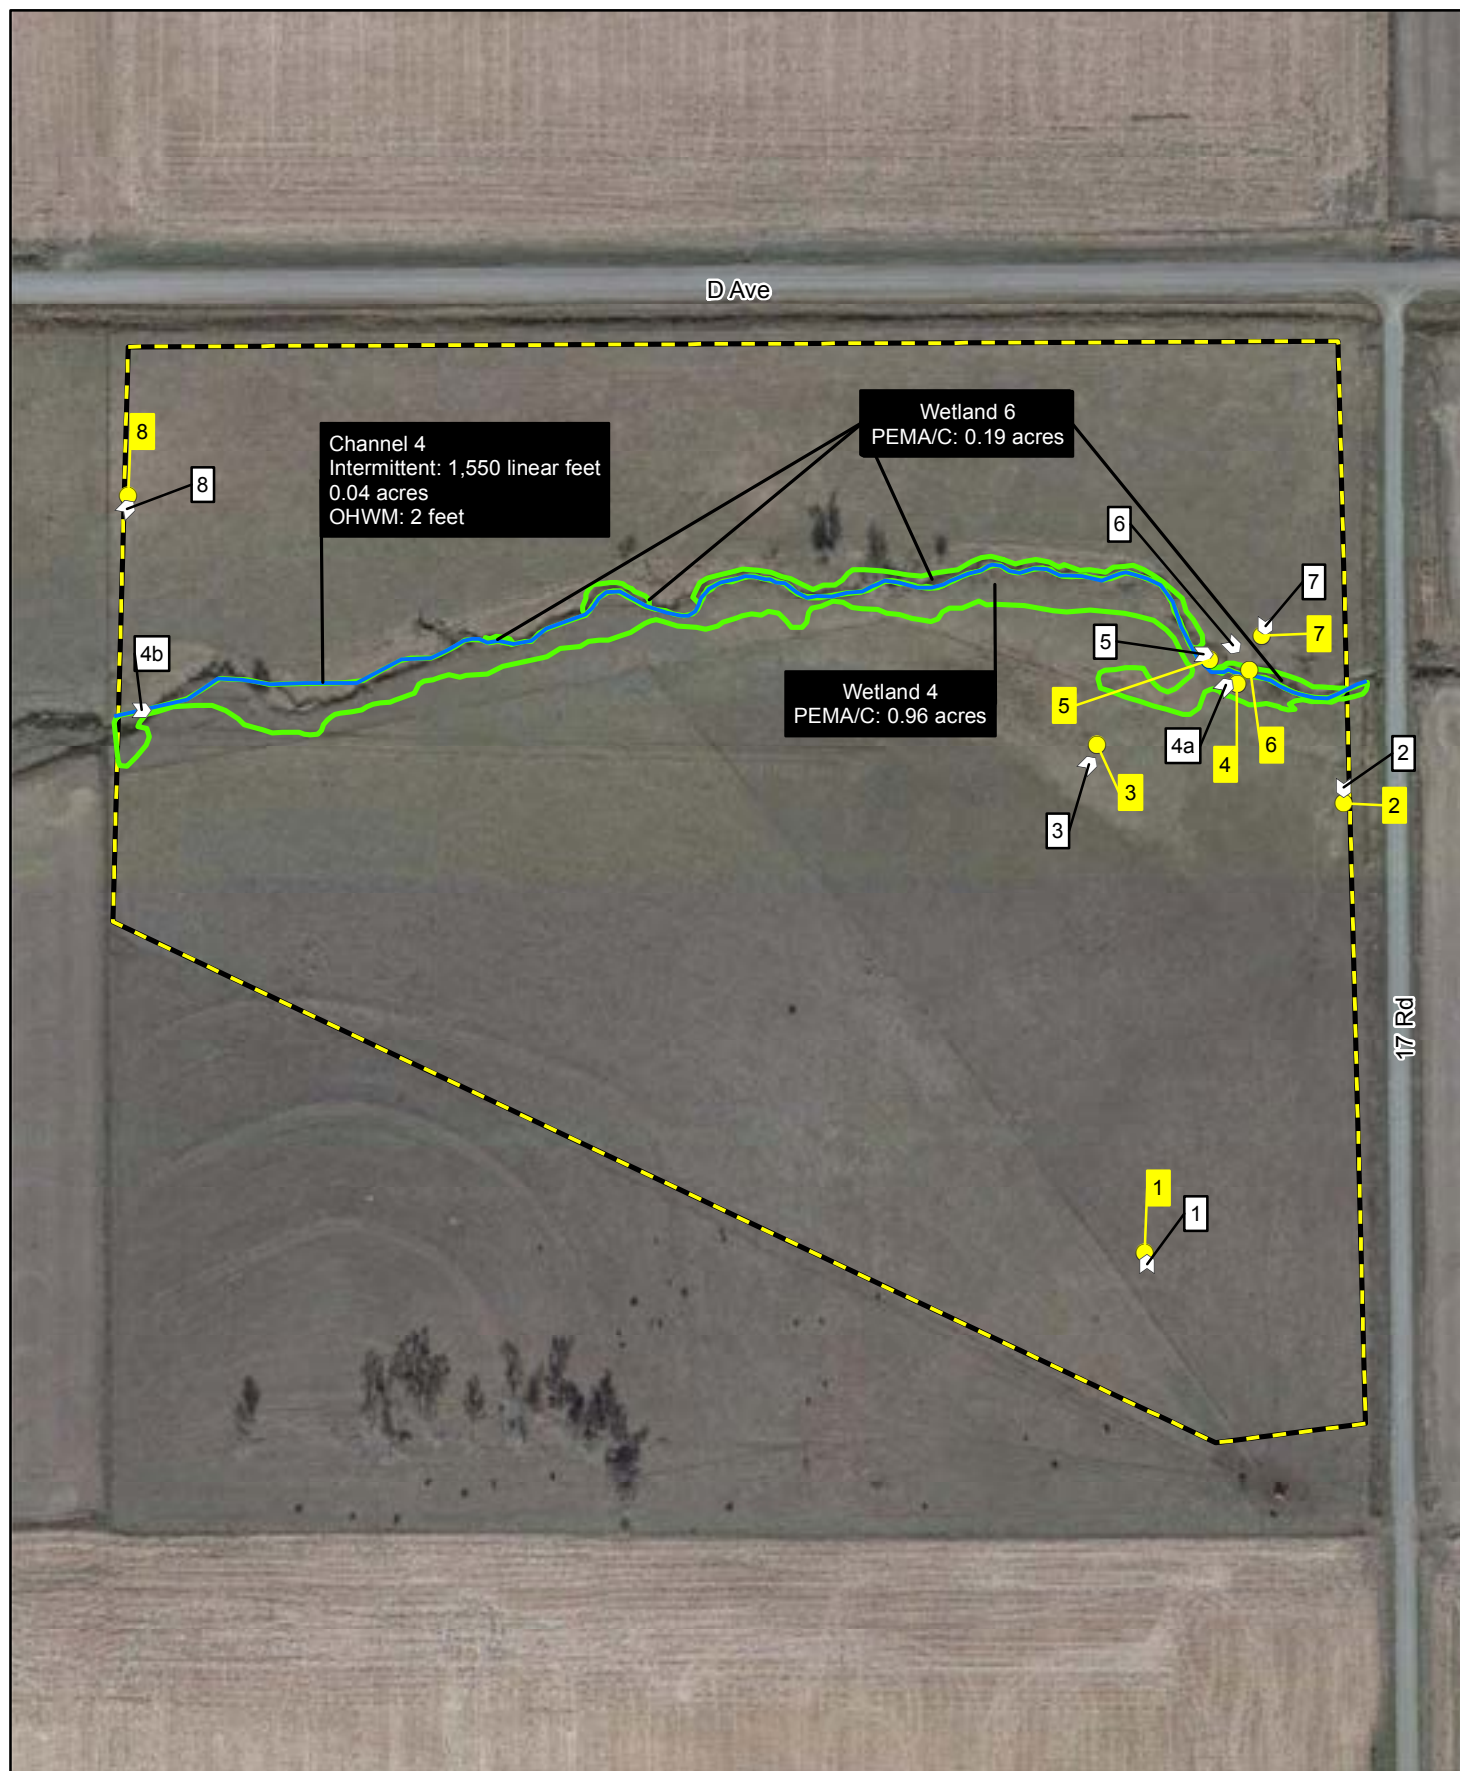 D Ave
Wetland 6
PEMA/C: 0.19 acres
Channel 4
Intermittent: 1,550 linear feet
0.04 acres
OHWM: 2 feet
8
8
6
7
7
5
4b
Wetland 4
PEMA/C: 0.96 acres
5
4a
6
4
2
2
3
3
17 Rd
1
1